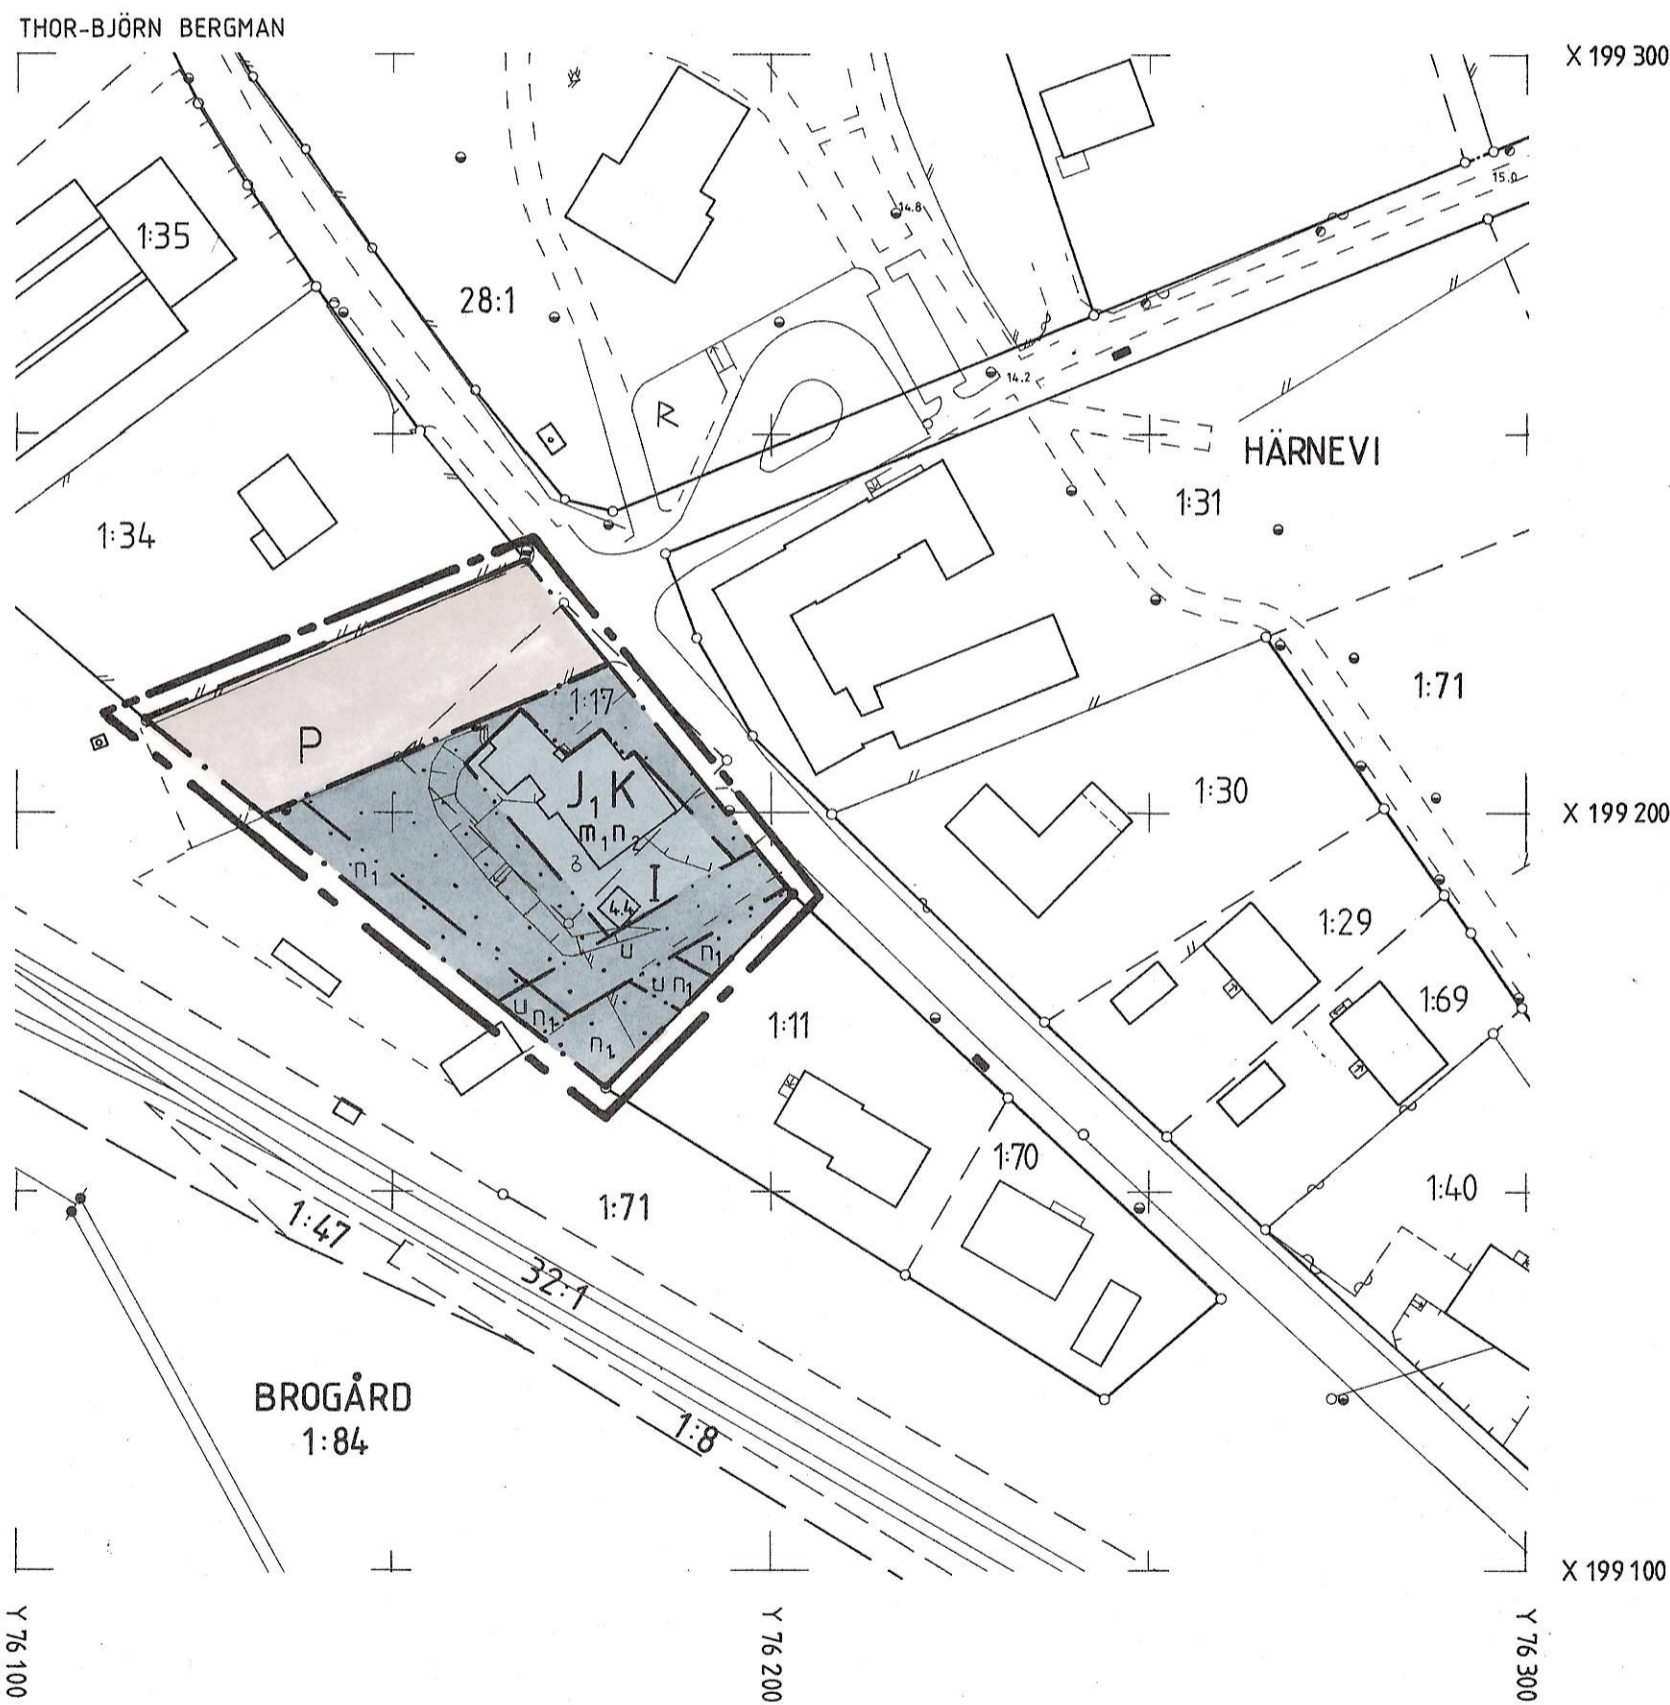 THOR-BJÖRN BERGMAN
X 199 300
15.0
14.8
1:35
28:1
14.2
R
HÄRNEVI
1:31
1:34
1:71
1:17
P
J₁K
m₁n₂
1:30
X 199 200
n₁
I
4.4
1:29
u
n₁
u n₁
1:69
u n₁
1:11
n₁
1:70
1:40
1:71
1:47
32:1
BROGÅRD
1:84
1:8
X 199 100
Y 76 100
Y 76 200
Y 76 300